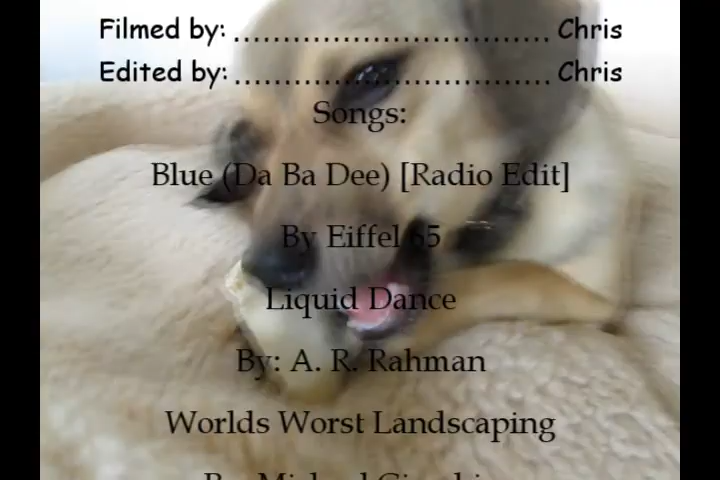 Filmed by: ................................ Chris
Edited by: ................................ Chris
Songs:
Blue (Da Ba Dee) [Radio Edit]
By Eiffel 65
Liquid Dance
By: A. R. Rahman
Worlds Worst Landscaping